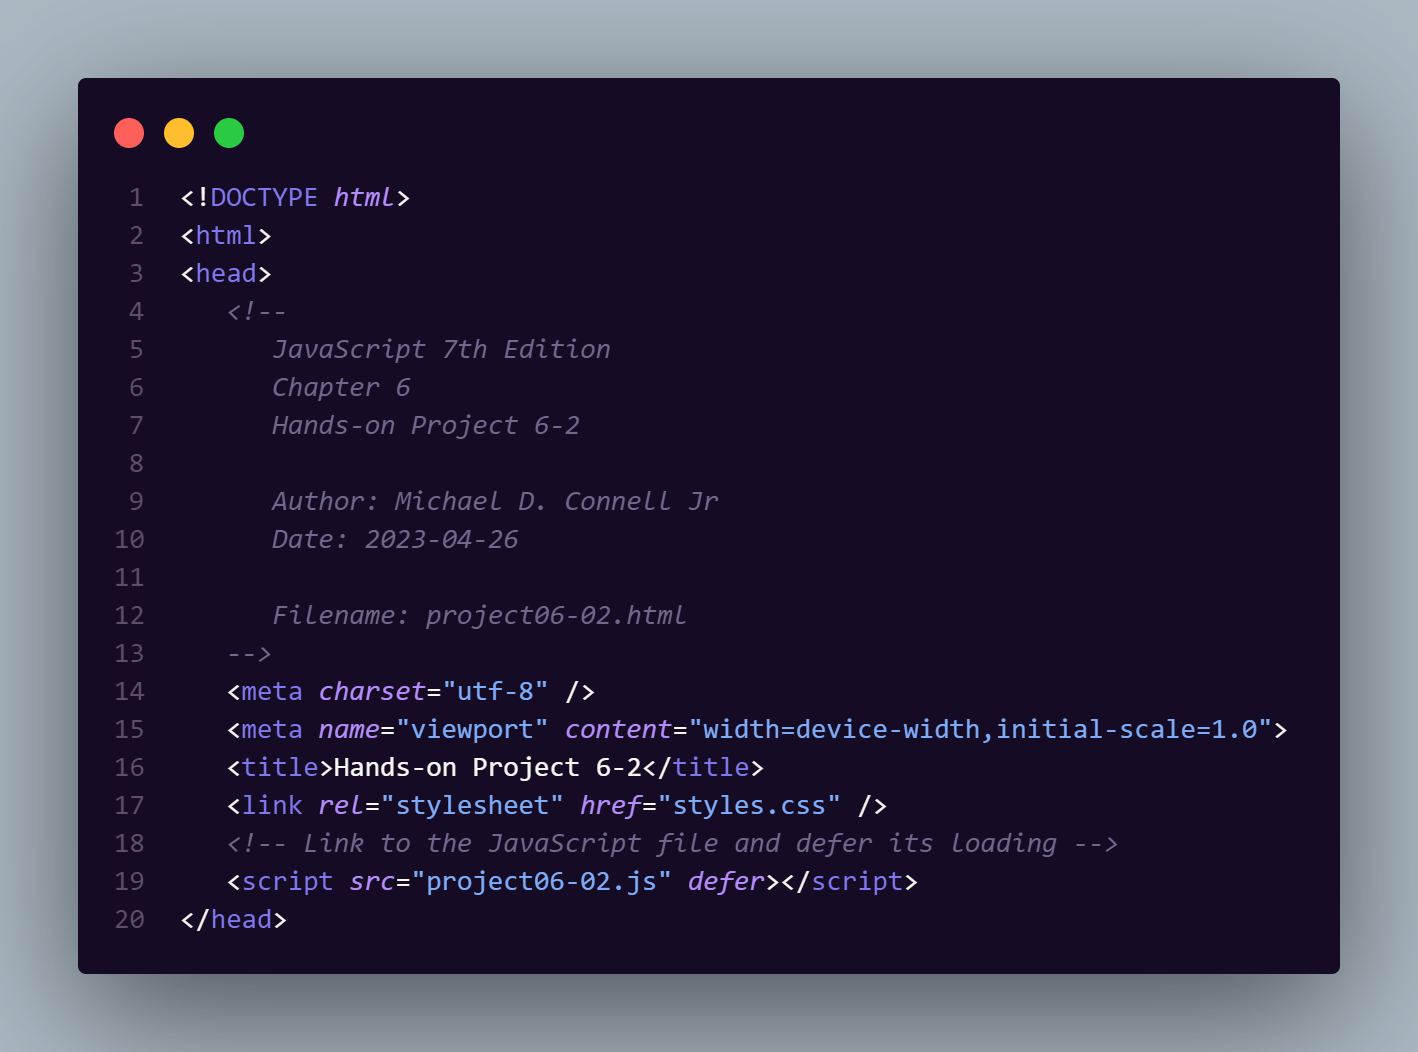 1 <!DOCTYPE html>
2 <html>
3 <head>
4    <!--
5       JavaScript 7th Edition
6       Chapter 6
7       Hands-on Project 6-2
8
9       Author: Michael D. Connell Jr
10       Date: 2023-04-26
11
12       Filename: project06-02.html
13    -->
14    <meta charset="utf-8" />
15    <meta name="viewport" content="width=device-width,initial-scale=1.0">
16    <title>Hands-on Project 6-2</title>
17    <link rel="stylesheet" href="styles.css" />
18    <!-- Link to the JavaScript file and defer its loading -->
19    <script src="project06-02.js" defer></script>
20 </head>